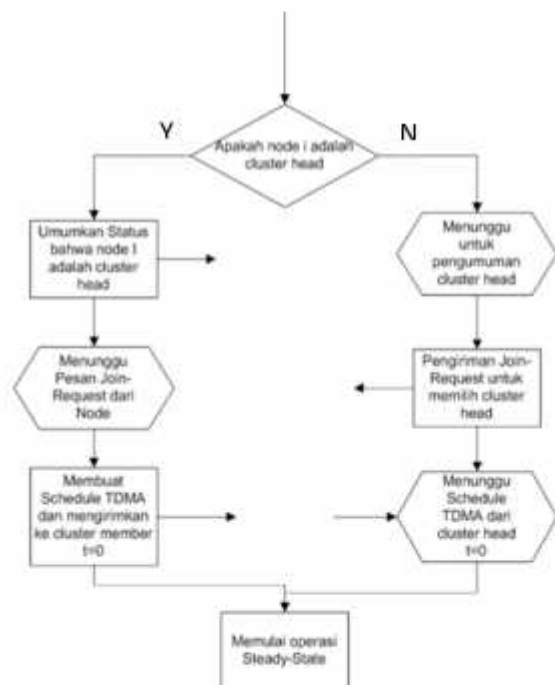 Apakah node i adalah
cluster head
Y
N
Umumkan Status
bahwa node I
adalah cluster
head
Menunggu
untuk
pengumuman
cluster head
Menunggu
Pesan Join-
Request dari
Node
Pengiriman Join-
Request untuk
memilih cluster
head
Membuat
Schedule TDMA
dan mengirimkan
ke cluster member
t=0
Menunggu
Schedule
TDMA dari
cluster head
t=0
Memulai operasi
Steady-State